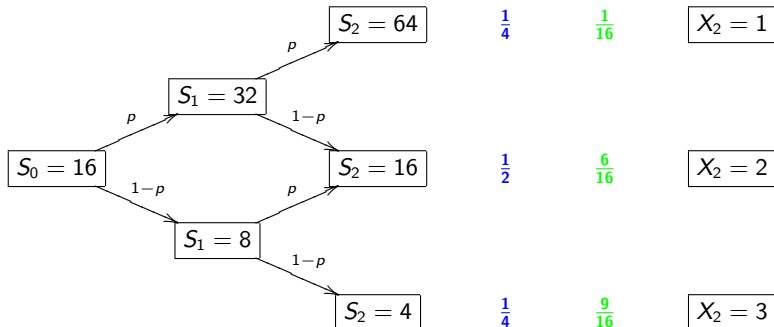 S₂ = 64 1/4 1/16 X₂ = 1
p
S₁ = 32
p 1−p
S₀ = 16 S₂ = 16 1/2 6/16 X₂ = 2
1−p p
S₁ = 8
1−p
S₂ = 4 1/4 9/16 X₂ = 3